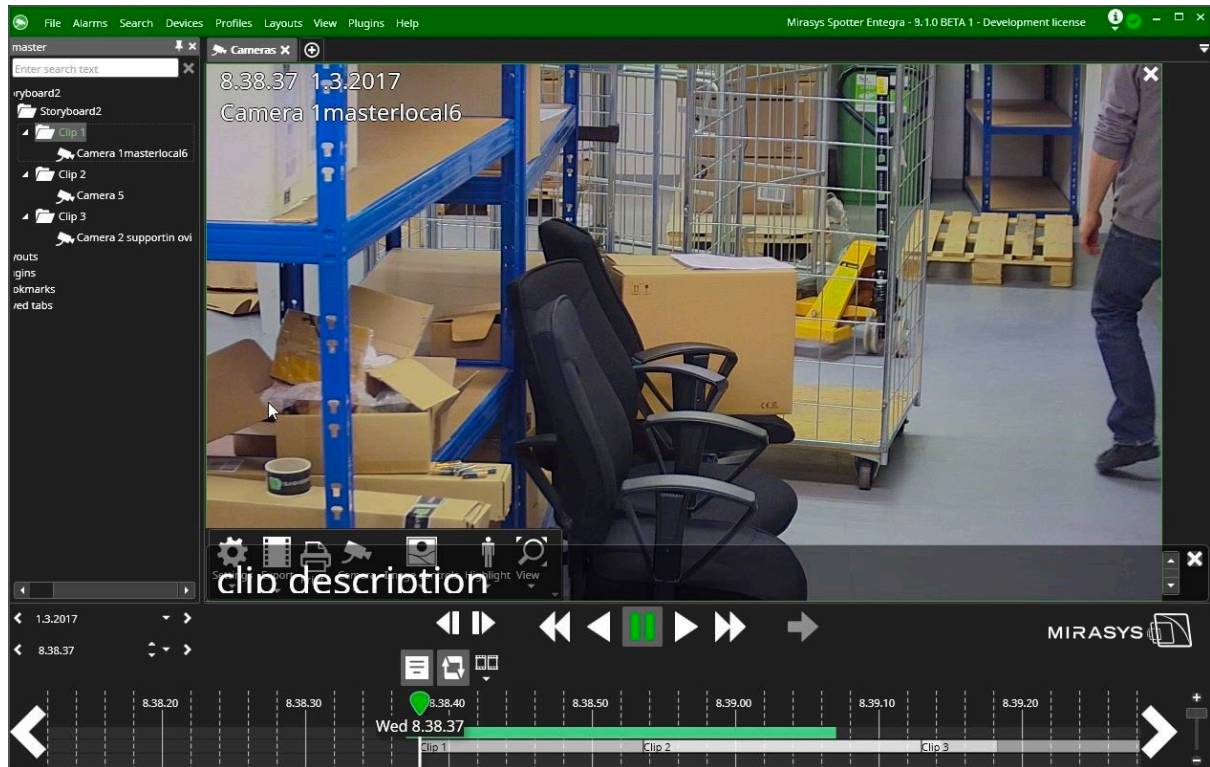 File Alarms Search Devices Profiles Layouts View Plugins Help
Mirasys Spotter Entegra - 9.1.0 BETA 1 - Development license
master
Cameras
Enter search text
ryboard2
Storyboard2
Clip 1
Camera 1masterlocal6
Clip 2
Camera 5
Clip 3
Camera 2 supportin ovi
youts
gins
okmarks
ved tabs
8.38.37 1.3.2017
Camera 1masterlocal6
View
clip description
1.3.2017
8.38.37
MIRASYS
8.38.20 8.38.30 8.38.40 8.38.50 8.39.00 8.39.10 8.39.20
Wed 8.38.37
Clip 1 Clip 2 Clip 3